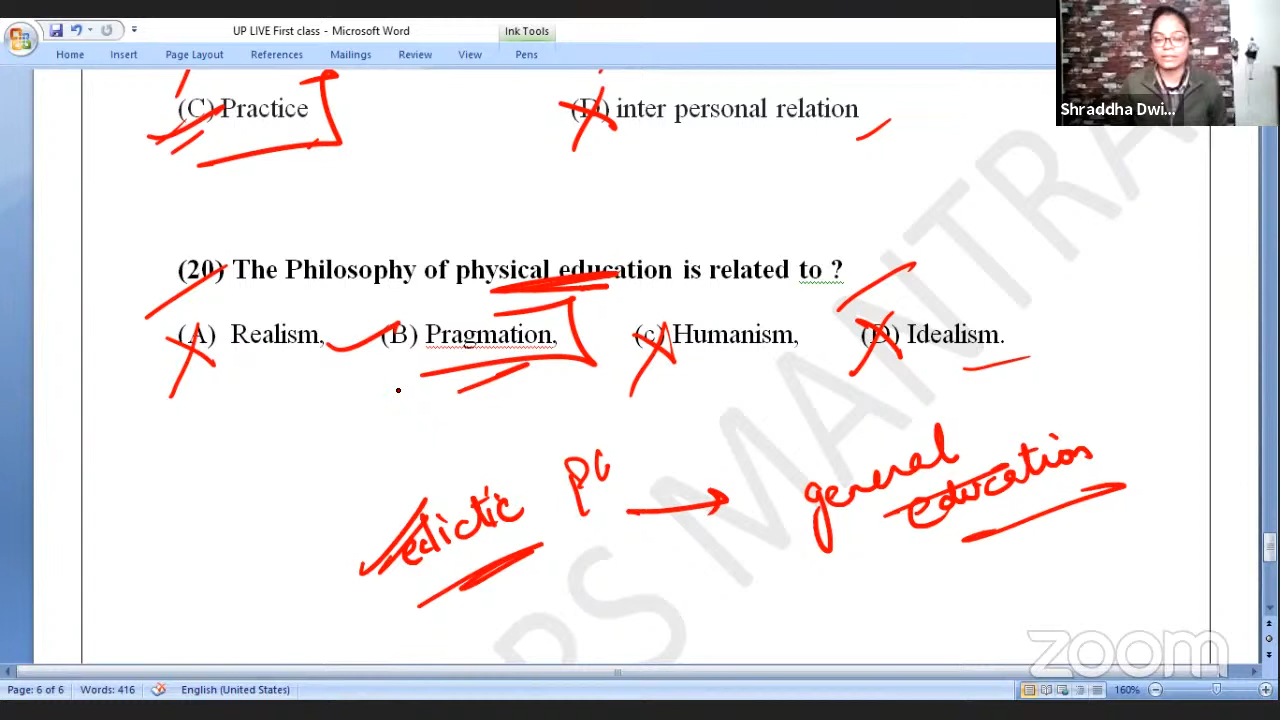 UP LIVE First class - Microsoft Word
Ink Tools
Home Insert Page Layout References Mailings Review View Pens
Shraddha Dwi...
(C) Practice (D) inter personal relation
(20) The Philosophy of physical education is related to ?
(A) Realism, (B) Pragmation, (c) Humanism, (D) Idealism.
general
education
RS MANTRA
zoom
Page: 6 of 6 Words: 416 English (United States) 160%